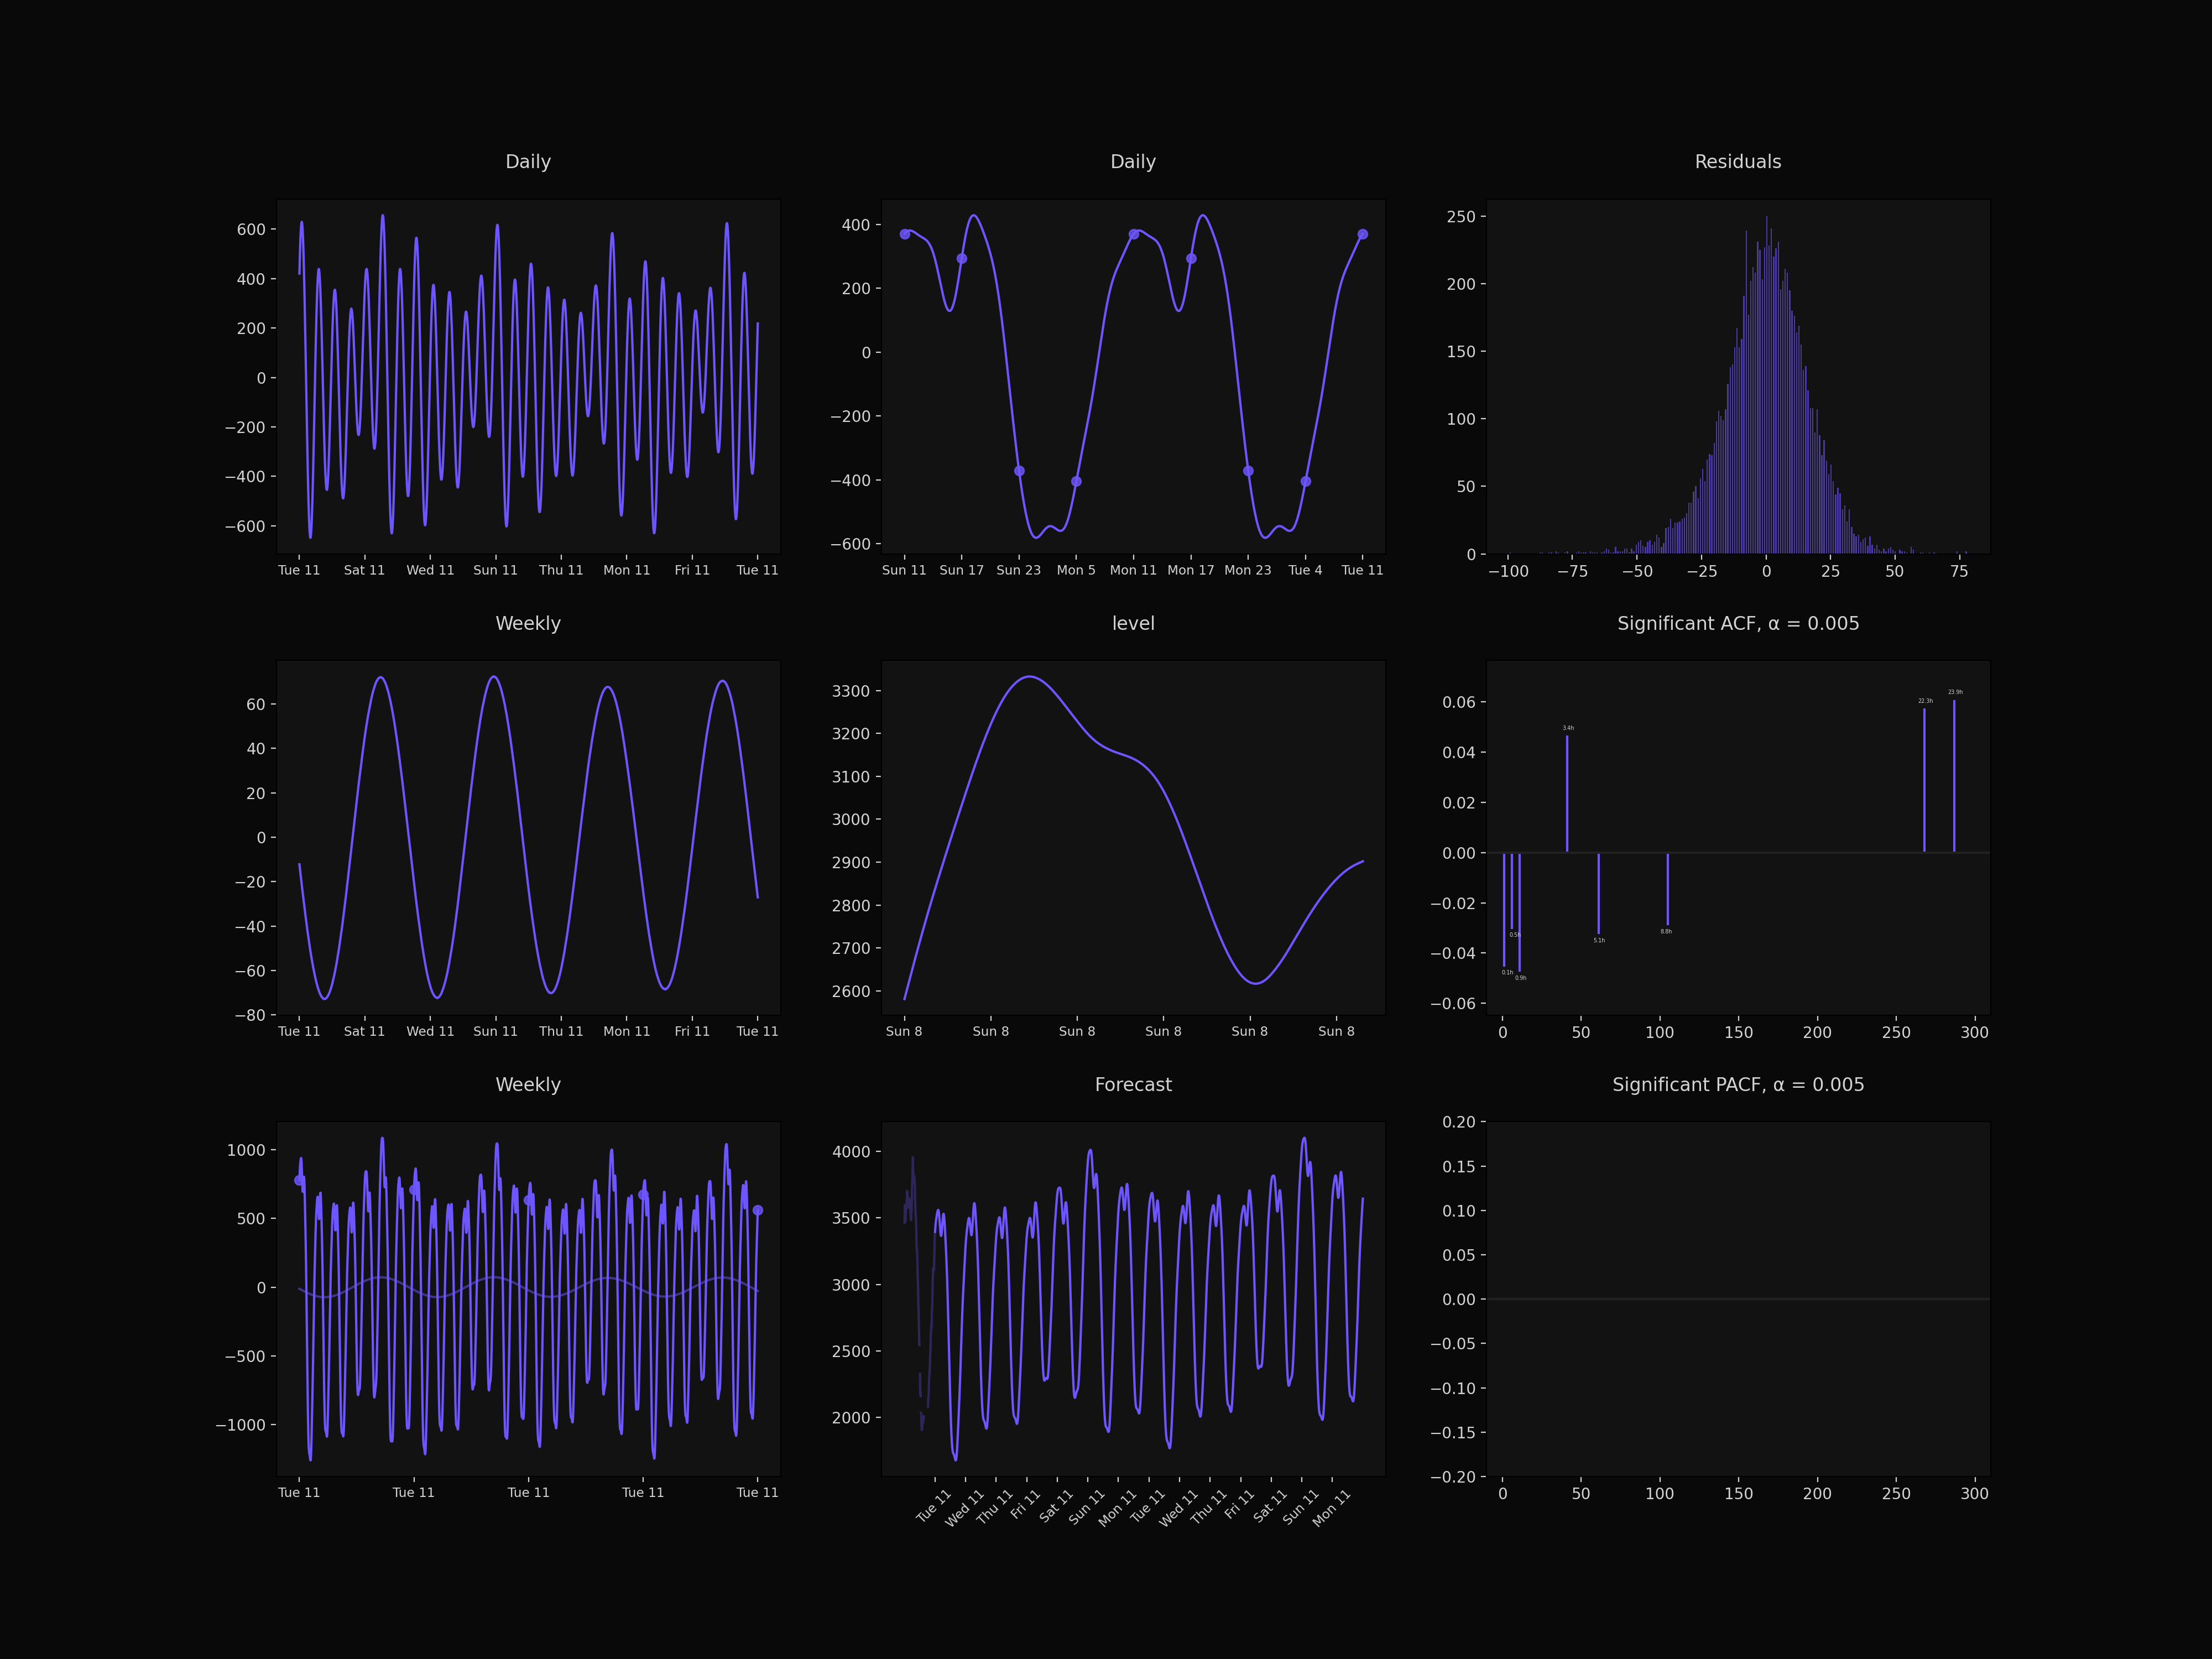 Daily
600
400
200
0
−200
−400
−600
Tue 11 Sat 11 Wed 11 Sun 11 Thu 11 Mon 11 Fri 11 Tue 11
Daily
400
200
0
−200
−400
−600
Sun 11 Sun 17 Sun 23 Mon 5 Mon 11 Mon 17 Mon 23 Tue 4 Tue 11
Residuals
250
200
150
100
50
0
−100 −75 −50 −25 0 25 50 75
Weekly
60
40
20
0
−20
−40
−60
−80
Tue 11 Sat 11 Wed 11 Sun 11 Thu 11 Mon 11 Fri 11 Tue 11
level
3300
3200
3100
3000
2900
2800
2700
2600
Sun 8 Sun 8 Sun 8 Sun 8 Sun 8 Sun 8
Significant ACF, α = 0.005
0.06
0.04
0.02
0.00
−0.02
−0.04
−0.06
0.1h
0.5h
0.9h
3.4h
5.1h
8.8h
22.3h
23.9h
0 50 100 150 200 250 300
Weekly
1000
500
0
−500
−1000
Tue 11 Tue 11 Tue 11 Tue 11 Tue 11
Forecast
4000
3500
3000
2500
2000
Tue 11 Wed 11 Thu 11 Fri 11 Sat 11 Sun 11 Mon 11 Tue 11 Wed 11 Thu 11 Fri 11 Sat 11 Sun 11 Mon 11
Significant PACF, α = 0.005
0.20
0.15
0.10
0.05
0.00
−0.05
−0.10
−0.15
−0.20
0 50 100 150 200 250 300